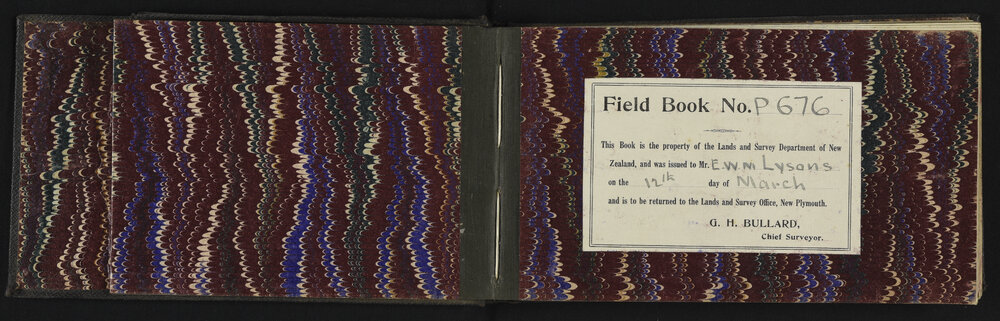 Field Book No. P 676
This Book is the property of the Lands and Survey Department of New
Zealand, and was issued to Mr. E.W.M Lysons
on the 12th day of March
and is to be returned to the Lands and Survey Office, New Plymouth.
G. H. BULLARD,
Chief Surveyor.